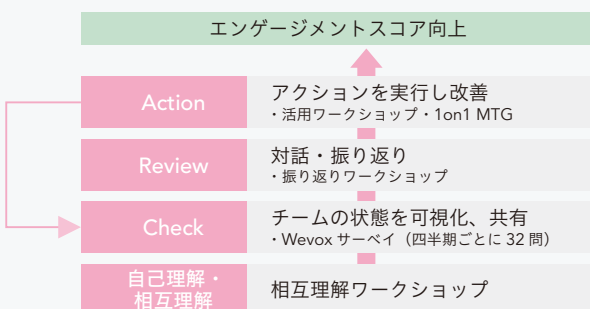 エンゲージメントスコア向上
Action
アクションを実行し改善
・活用ワークショップ・1on1 MTG
Review
対話・振り返り
・振り返りワークショップ
Check
チームの状態を可視化、共有
・Wevox サーベイ（四半期ごとに 32 問）
自己理解・
相互理解
相互理解ワークショップ